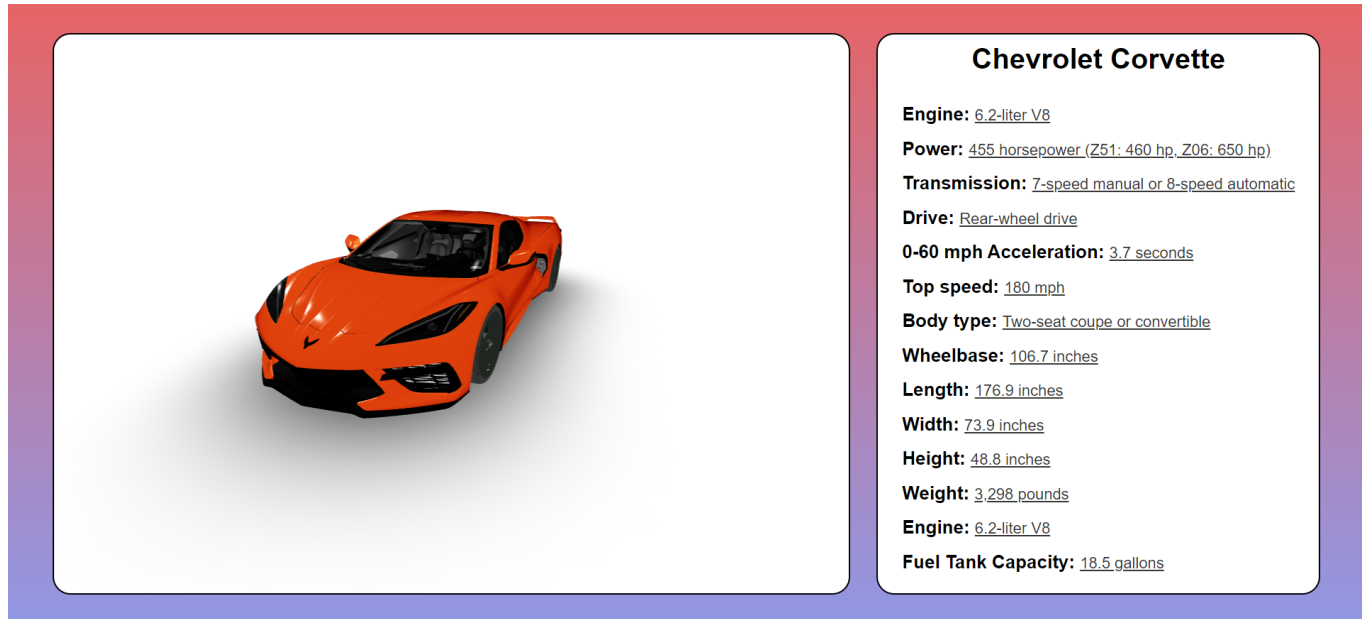 Chevrolet Corvette
Engine: 6.2-liter V8
Power: 455 horsepower (Z51: 460 hp, Z06: 650 hp)
Transmission: 7-speed manual or 8-speed automatic
Drive: Rear-wheel drive
0-60 mph Acceleration: 3.7 seconds
Top speed: 180 mph
Body type: Two-seat coupe or convertible
Wheelbase: 106.7 inches
Length: 176.9 inches
Width: 73.9 inches
Height: 48.8 inches
Weight: 3,298 pounds
Engine: 6.2-liter V8
Fuel Tank Capacity: 18.5 gallons